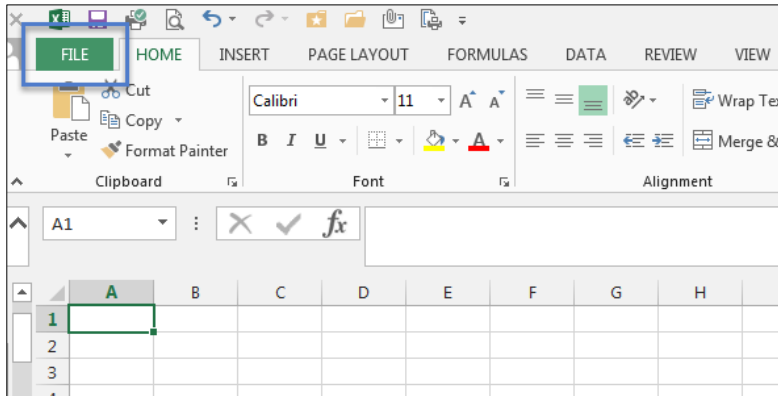 FILE HOME INSERT PAGE LAYOUT FORMULAS DATA REVIEW VIEW
Cut
Calibri 11 A A Wrap Te
Copy
Paste B I U A Merge &
Format Painter
Clipboard Font Alignment
A1 fx
A B C D E F G H
1
2
3